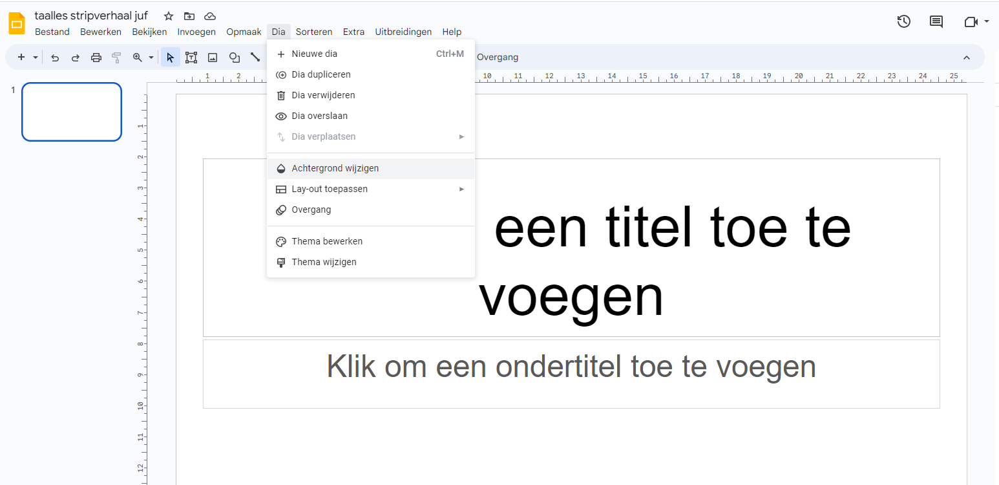 taalles stripverhaal juf
Bestand Bewerken Bekijken Invoegen Opmaak Dia Sorteren Extra Uitbreidingen Help
Overgang
Nieuwe dia Ctrl+M
Dia dupliceren
Dia verwijderen
Dia overslaan
Dia verplaatsen
Achtergrond wijzigen
Lay-out toepassen
Overgang
Thema bewerken
Thema wijzigen
1 2 10 11 12 13 14 15 16 17 18 19 20 21 22 23 24 25
1
1
2
3
4
5
6
7
8
9
10
11
12
een titel toe te
voegen
Klik om een ondertitel toe te voegen